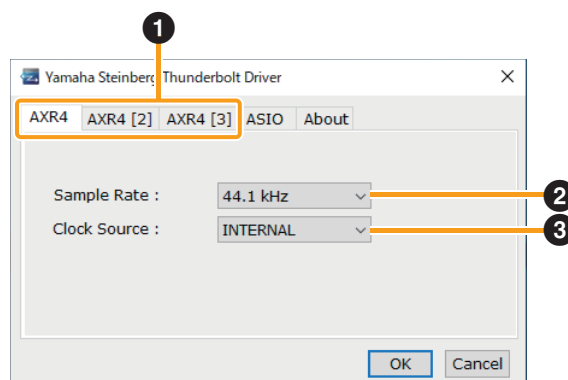 1
Yamaha Steinberg Thunderbolt Driver
AXR4 AXR4 [2] AXR4 [3] ASIO About
Sample Rate : 44.1 kHz 2
Clock Source : INTERNAL 3
OK Cancel